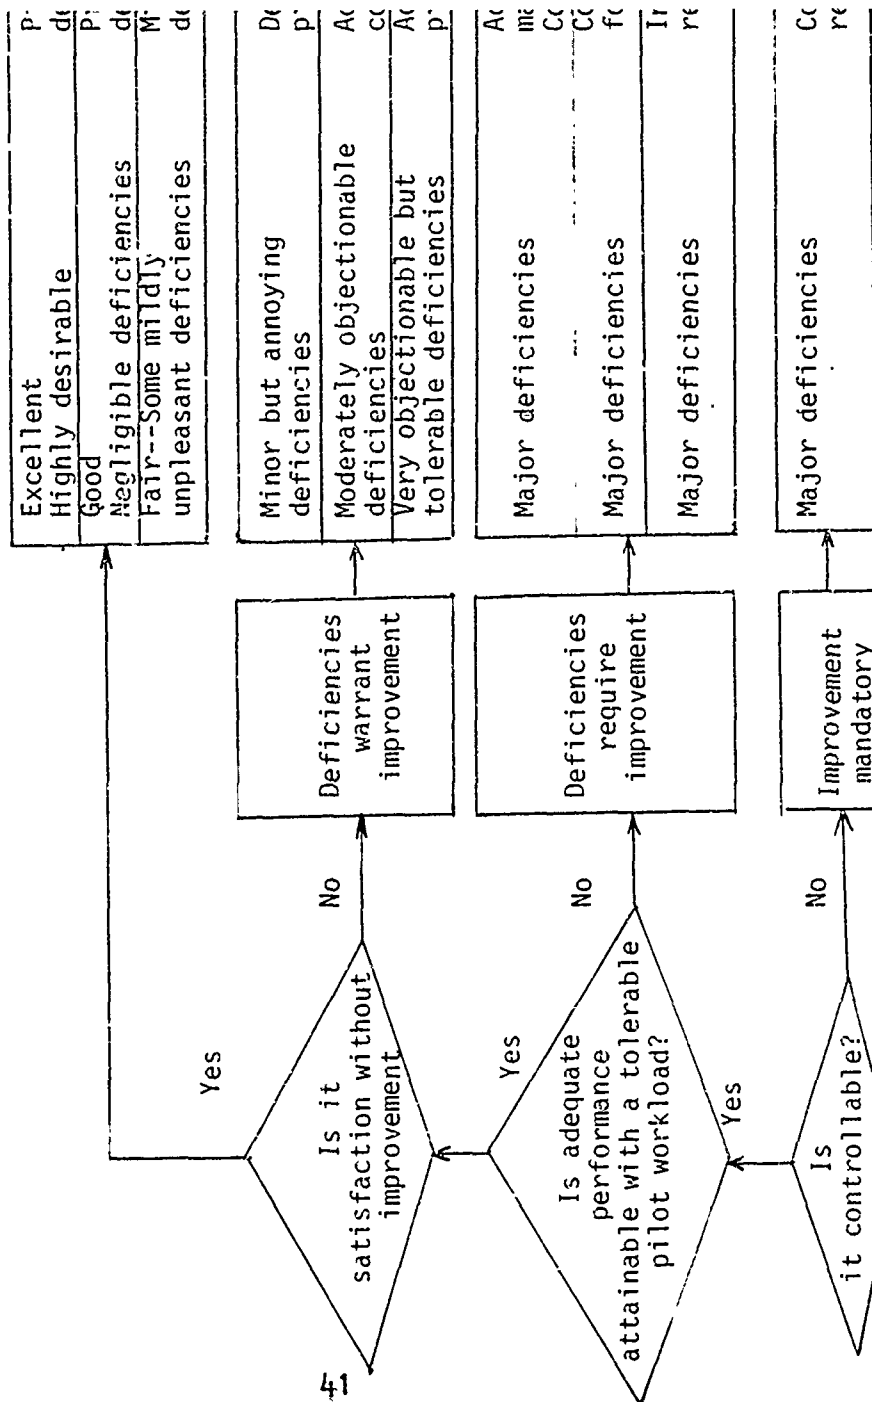 Excellent
Highly desirable
Good
Negligible deficiencies
Fair--Some mildly
unpleasant deficiencies
Yes
Is it
satisfaction without
improvement
No
Deficiencies
warrant
improvement
Minor but annoying
deficiencies
Moderately objectionable
deficiencies
Very objectionable but
tolerable deficiencies
Yes
Is adequate
performance
attainable with a tolerable
pilot workload?
No
Deficiencies
require
improvement
Major deficiencies
Major deficiencies
Major deficiencies
Yes
Is
it controllable?
No
Improvement
mandatory
Major deficiencies
41